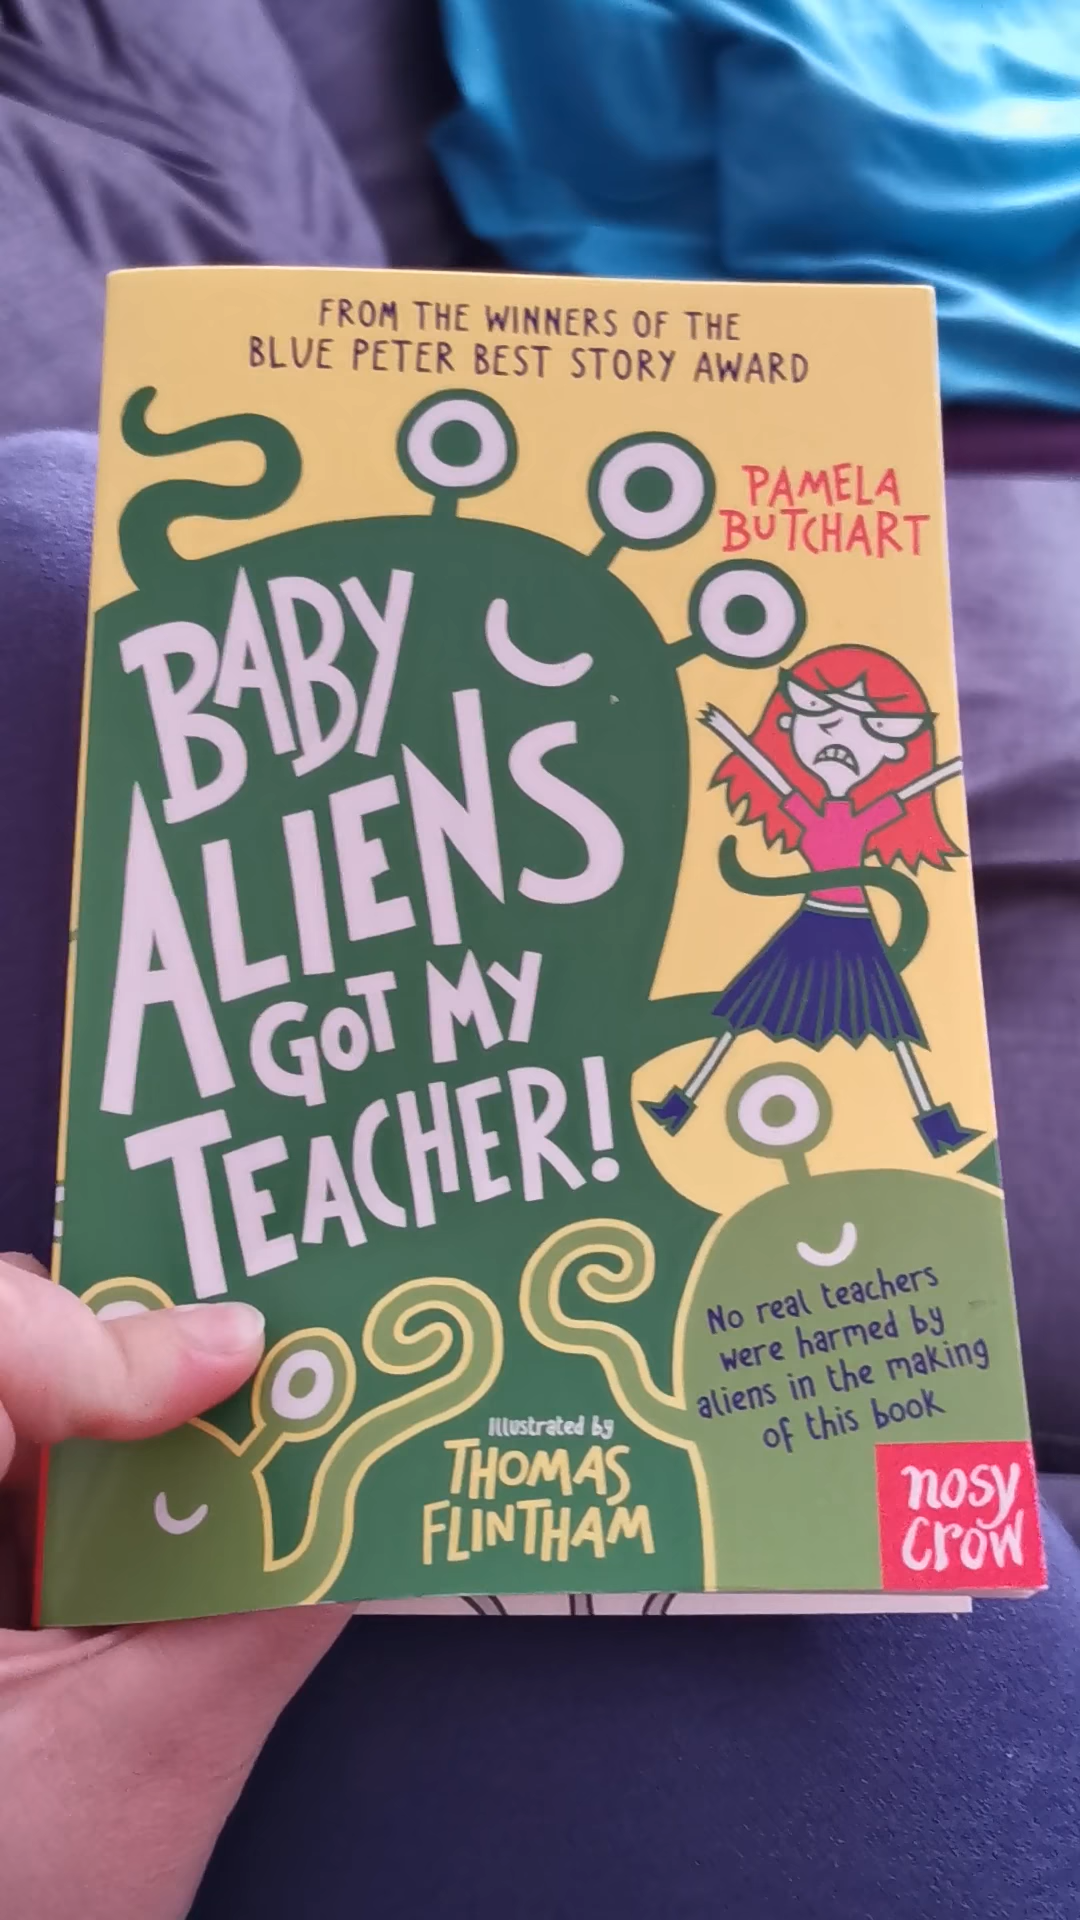 FROM THE WINNERS OF THE
BLUE PETER BEST STORY AWARD
PAMELA
BUTCHART
BABY
ALIENS
GOT MY
TEACHER!
No real teachers
were harmed by
aliens in the making
of this book
Illustrated by
THOMAS
FLINTHAM
nosy
crow